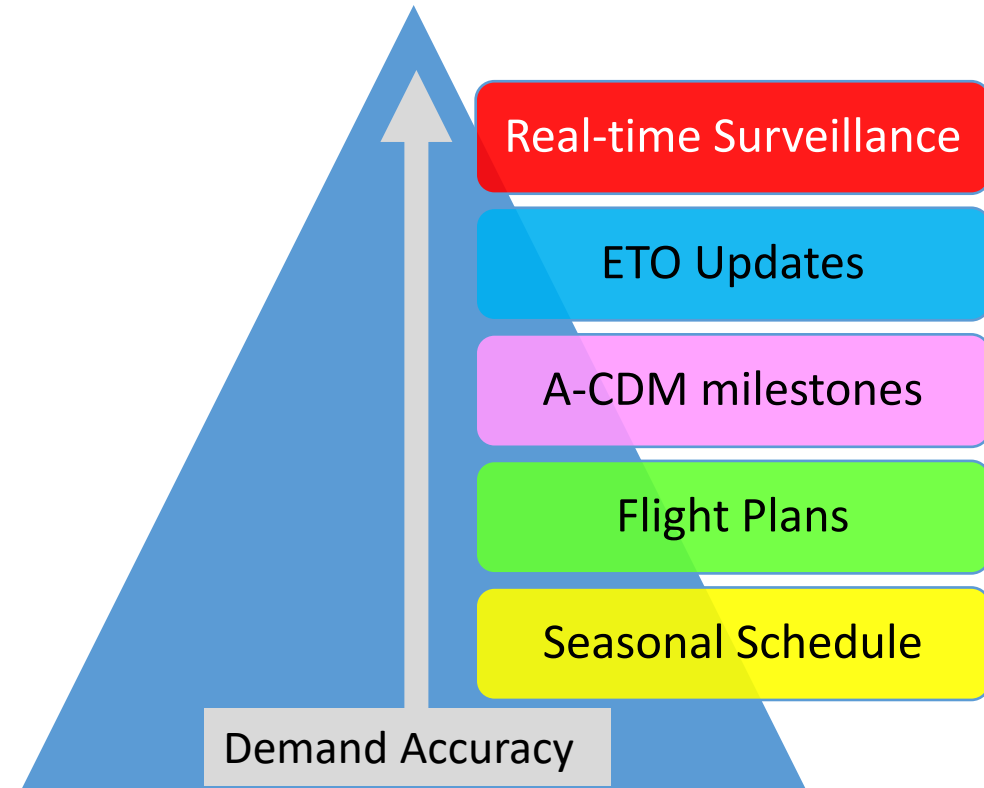 Real-time Surveillance
ETO Updates
A-CDM milestones
Flight Plans
Seasonal Schedule
Demand Accuracy